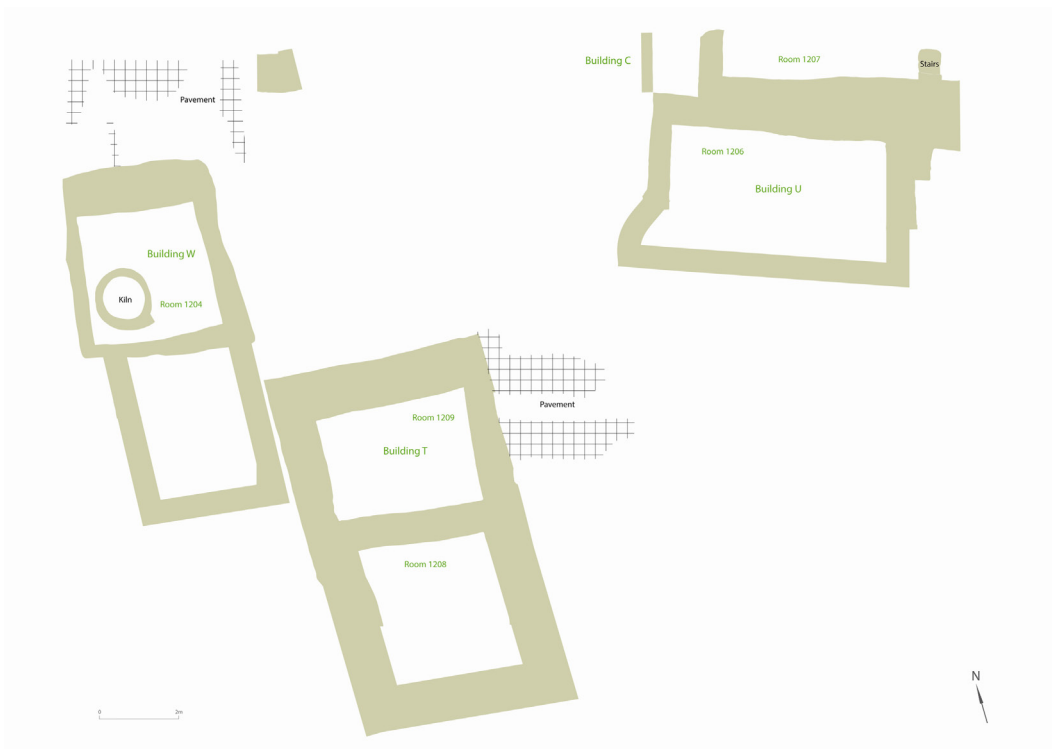 Building C
Room 1207
Stairs
Pavement
Room 1206
Building U
Building W
Kiln
Room 1204
Pavement
Room 1209
Building T
Room 1208
N
0 2m